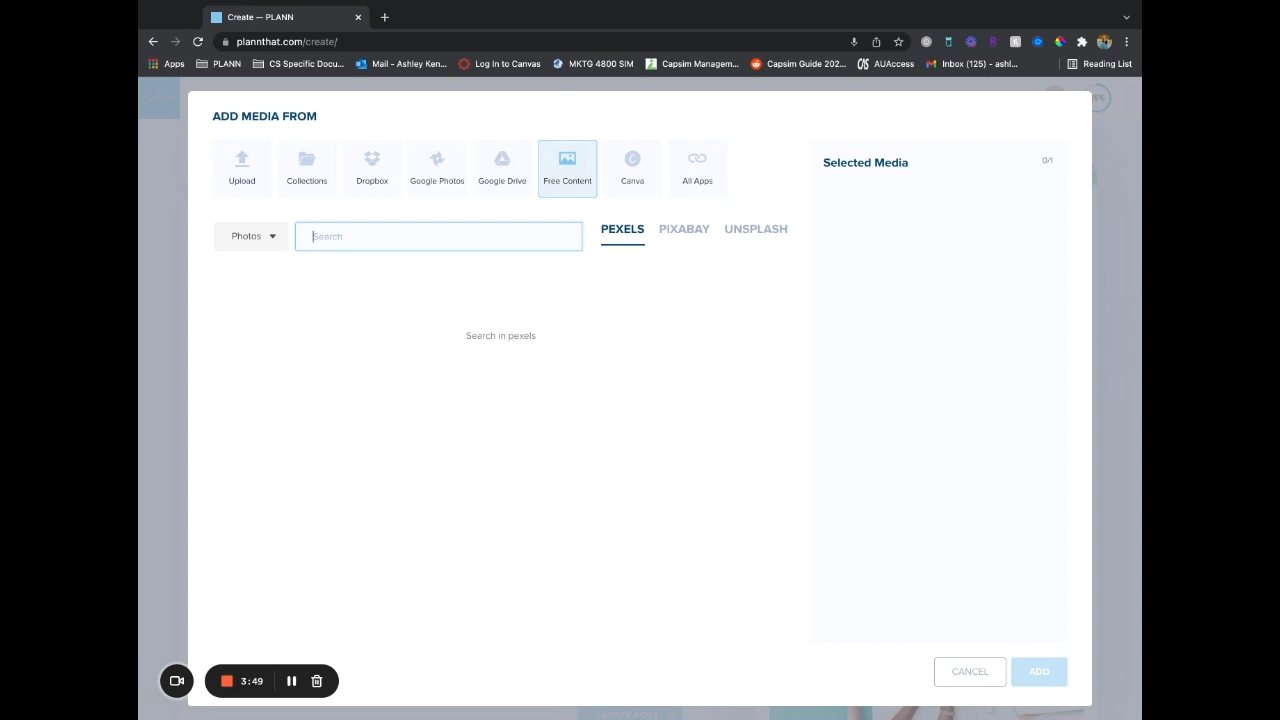 Create — PLANN
plannthat.com/create/
Apps PLANN CS Specific Docu... Mail – Ashley Ken... Log In to Canvas MKTG 4800 SIM Capsim Managem... Capsim Guide 202... AUAccess Inbox (125) - ashl... Reading List
ADD MEDIA FROM
Upload Collections Dropbox Google Photos Google Drive Free Content Canva All Apps
Selected Media 0/1
Photos Search PEXELS PIXABAY UNSPLASH
Search in pexels
3:49
CANCEL ADD